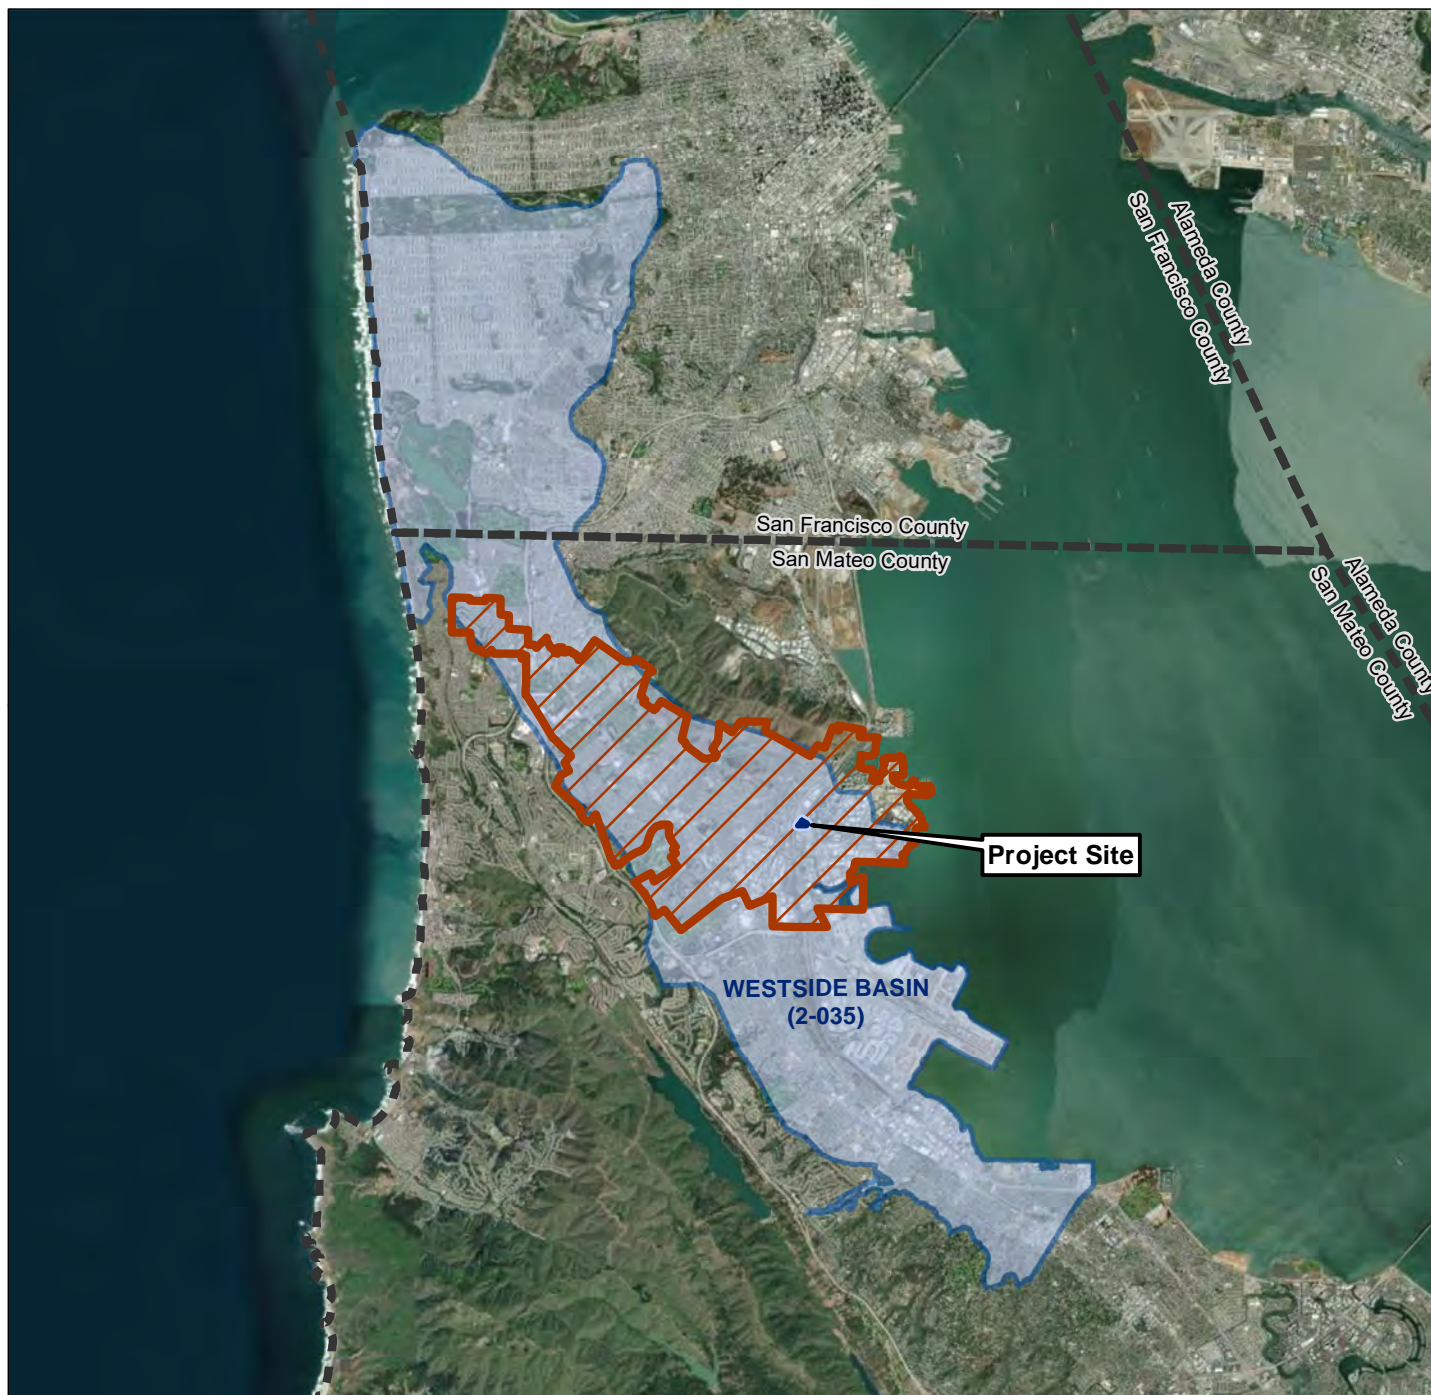 Alameda County
San Francisco County
San Francisco County
San Mateo County
Alameda County
San Mateo County
Project Site
WESTSIDE BASIN
(2-035)